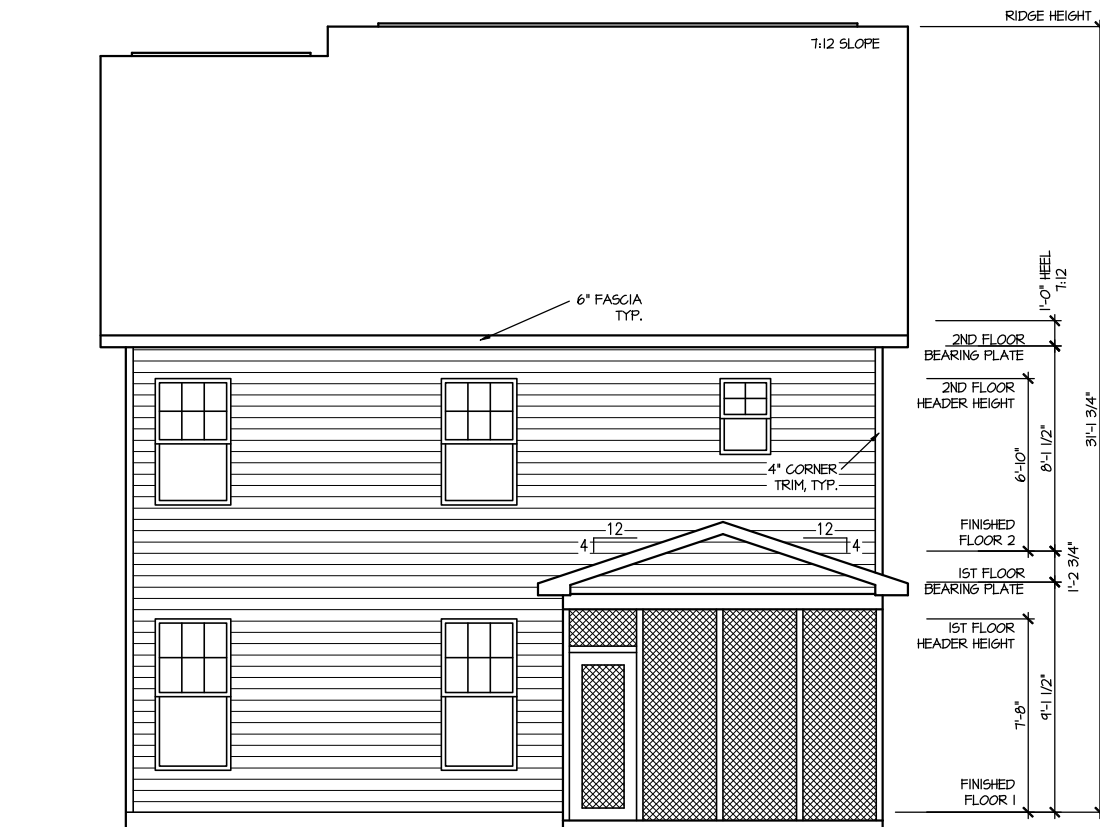 RIDGE HEIGHT
7:12 SLOPE
1'-0" HEEL
7:12
6" FASCIA
TYP.
2ND FLOOR
BEARING PLATE
2ND FLOOR
HEADER HEIGHT
31'-1 3/4"
6'-10"
8'-1 1/2"
4" CORNER
TRIM, TYP.
12
4
12
4
FINISHED
FLOOR 2
1'-2 3/4"
1ST FLOOR
BEARING PLATE
1ST FLOOR
HEADER HEIGHT
7'-8"
9'-1 1/2"
FINISHED
FLOOR 1